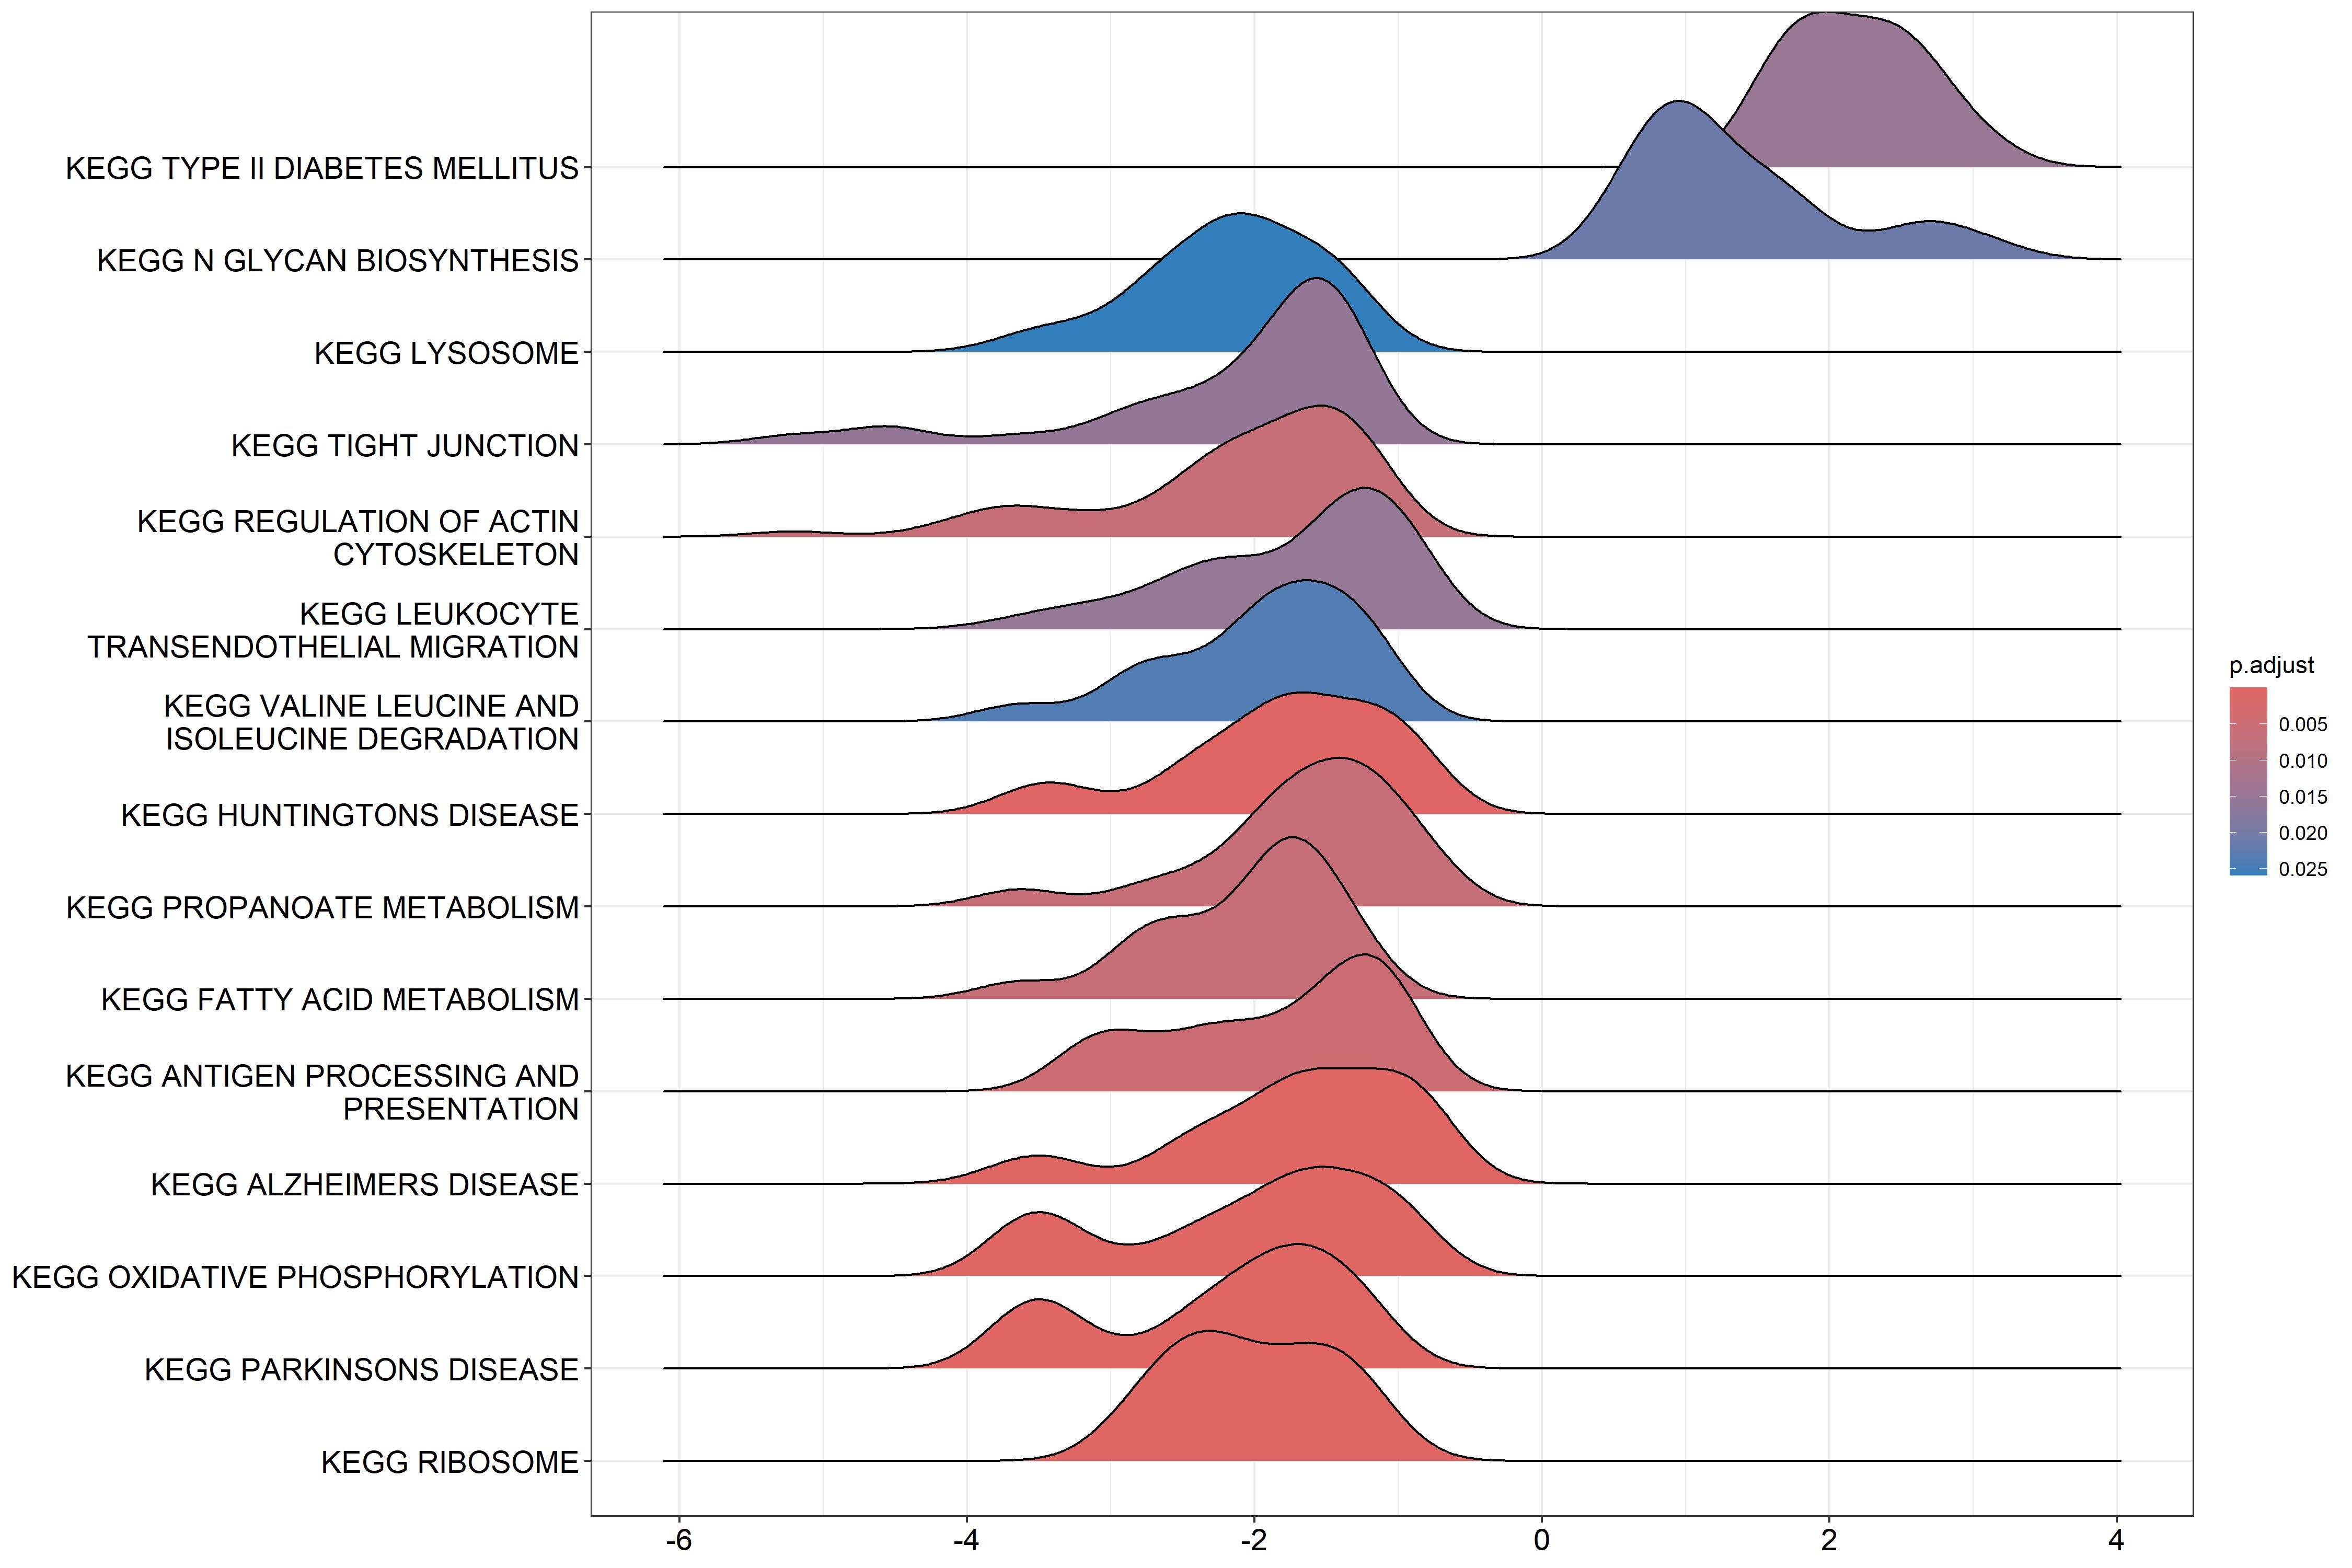 KEGG TYPE II DIABETES MELLITUS
KEGG N GLYCAN BIOSYNTHESIS
KEGG LYSOSOME
KEGG TIGHT JUNCTION
KEGG REGULATION OF ACTIN
CYTOSKELETON
KEGG LEUKOCYTE
TRANSENDOTHELIAL MIGRATION
KEGG VALINE LEUCINE AND
ISOLEUCINE DEGRADATION
KEGG HUNTINGTONS DISEASE
KEGG PROPANOATE METABOLISM
KEGG FATTY ACID METABOLISM
KEGG ANTIGEN PROCESSING AND
PRESENTATION
KEGG ALZHEIMERS DISEASE
KEGG OXIDATIVE PHOSPHORYLATION
KEGG PARKINSONS DISEASE
KEGG RIBOSOME
-6 -4 -2 0 2 4
p.adjust
0.005
0.010
0.015
0.020
0.025